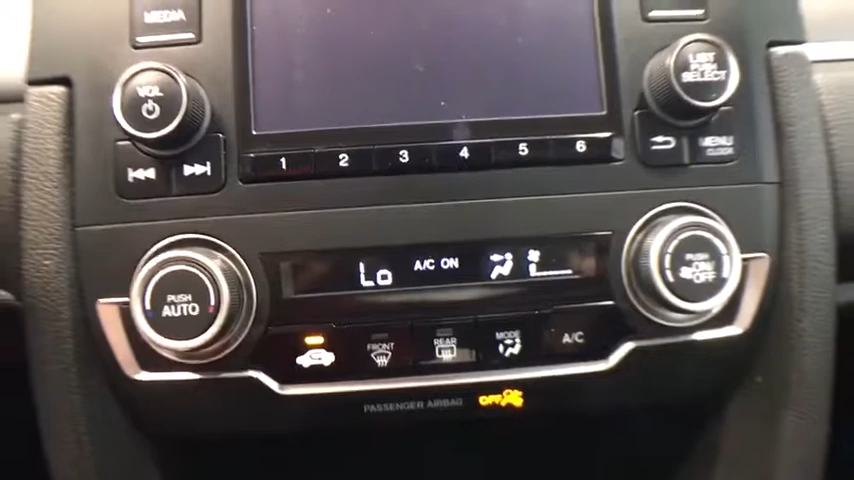 MEDIA
VOL
LIST
PUSH
SELECT
1 2 3 4 5 6
MENU
CLOCK
Lo A/C ON
PUSH
AUTO
PUSH
ON
OFF
FRONT REAR MODE A/C
PASSENGER AIRBAG OFF